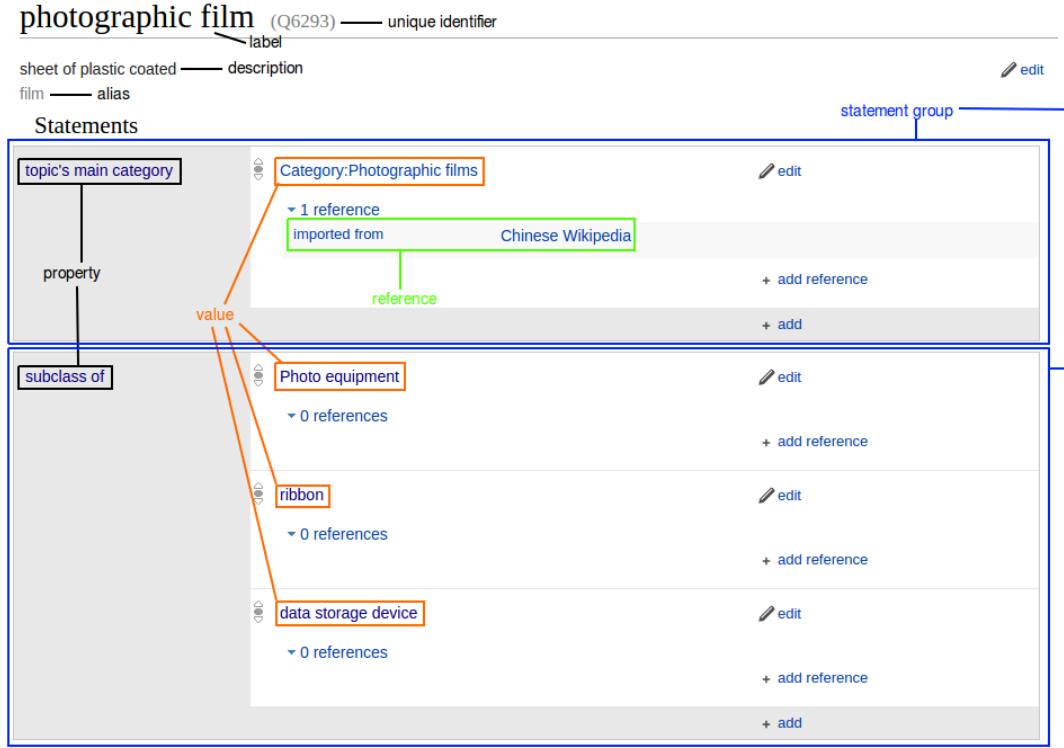 photographic film (Q6293) unique identifier
label
sheet of plastic coated description
edit
film alias
statement group
Statements
topic's main category
Category:Photographic films
edit
1 reference
imported from Chinese Wikipedia
property
+ add reference
reference
value
+ add
subclass of
Photo equipment
edit
0 references
+ add reference
ribbon
edit
0 references
+ add reference
data storage device
edit
0 references
+ add reference
+ add